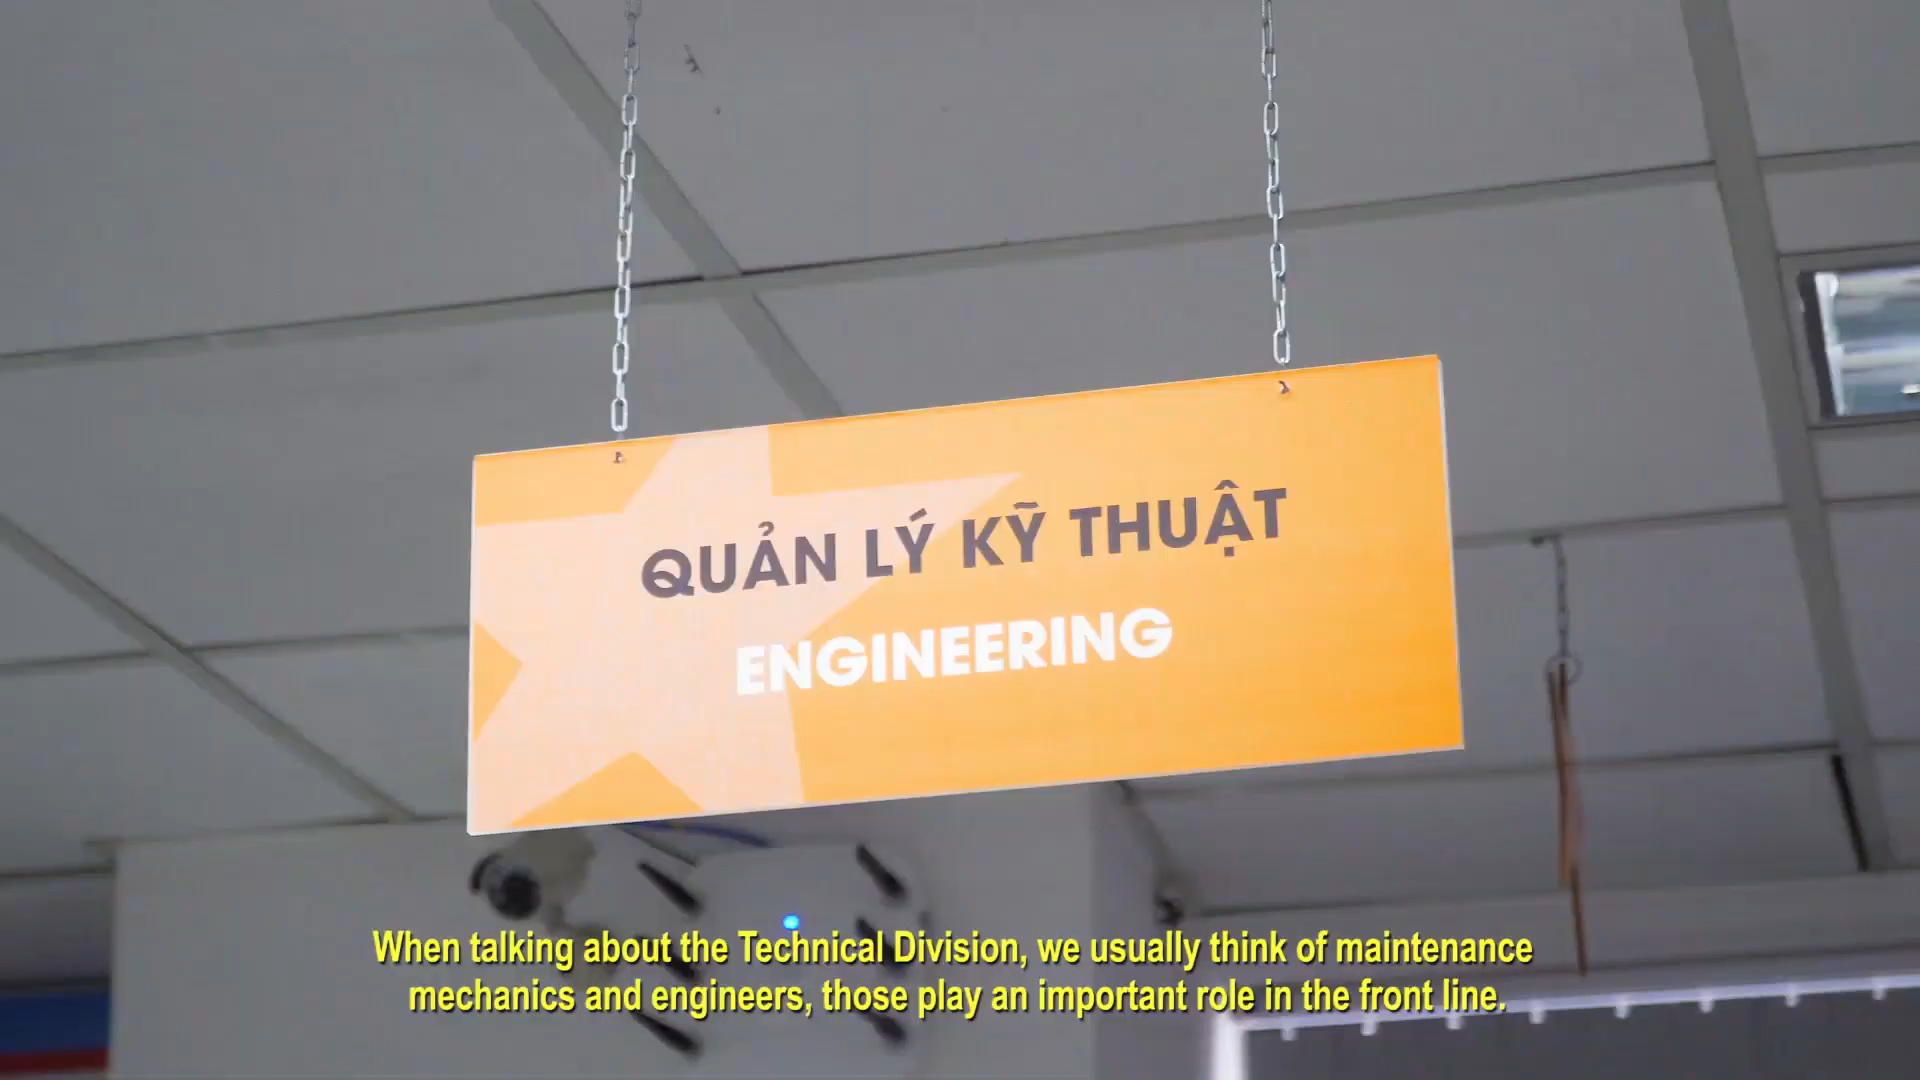 QUẢN LÝ KỸ THUẬT
ENGINEERING
When talking about the Technical Division, we usually think of maintenance
mechanics and engineers, those play an important role in the front line.